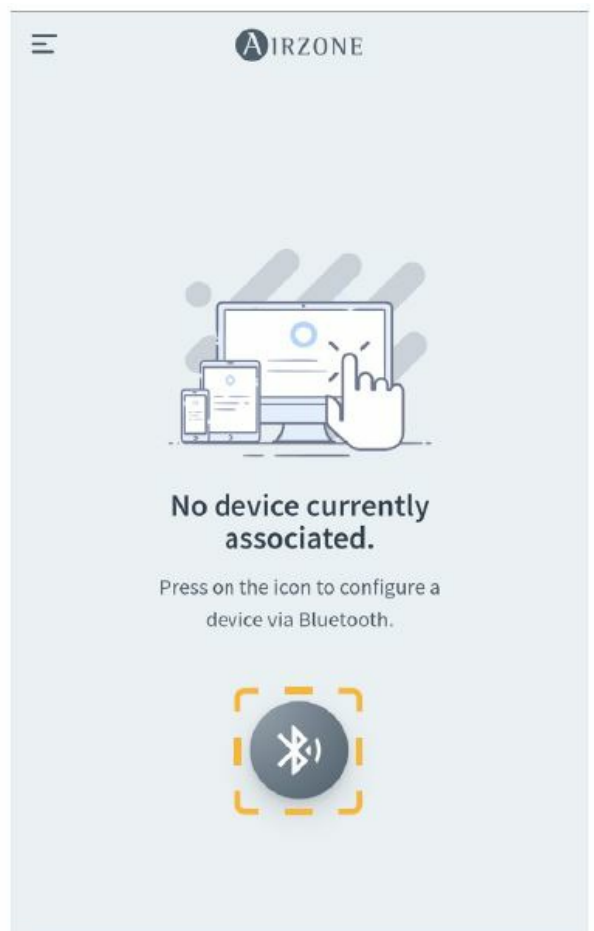 AIRZONE
No device currently
associated.
Press on the icon to configure a
device via Bluetooth.